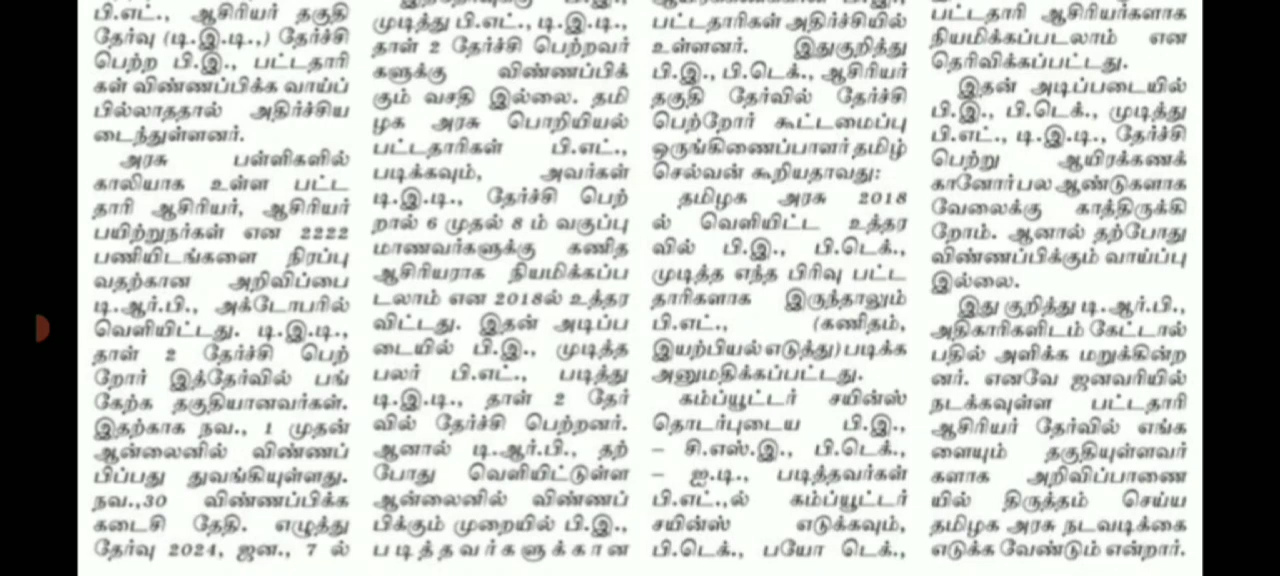 பி.எட்., ஆசிரியர் தகுதி
தேர்வு (டி.இ.டி.,) தேர்ச்சி
பெற்ற பி.இ., பட்டதாரி
கள் விண்ணப்பிக்க வாய்ப்
பில்லாததால் அதிர்ச்சிய
டைந்துள்ளனர்.
அரசு பள்ளிகளில்
காலியாக உள்ள பட்ட
தாரி ஆசிரியர், ஆசிரியர்
பயிற்றுநர்கள் என 2222
பணியிடங்களை நிரப்பு
வதற்கான அறிவிப்பை
டி.ஆர்.பி., அக்டோபரில்
வெளியிட்டது. டி.இ.டி.,
தாள் 2 தேர்ச்சி பெற்
றோர் இத்தேர்வில் பங்
கேற்க தகுதியானவர்கள்.
இதற்காக நவ., 1 முதன்
ஆன்லைனில் விண்ணப்
பிப்பது துவங்கியுள்ளது.
நவ.,30 விண்ணப்பிக்க
கடைசி தேதி. எழுத்து
தேர்வு 2024, ஜன., 7 ல்
முடித்து பி.எட்., டி.இ.டி.,
தாள் 2 தேர்ச்சி பெற்றவர்
களுக்கு விண்ணப்பிக்
கும் வசதி இல்லை. தமி
ழக அரசு பொறியியல்
பட்டதாரிகள் பி.எட்.,
படிக்கவும், அவர்கள்
டி.இ.டி., தேர்ச்சி பெற்
றால் 6 முதல் 8 ம் வகுப்பு
மாணவர்களுக்கு கணித
ஆசிரியராக நியமிக்கப்ப
டலாம் என 2018ல் உத்தர
விட்டது. இதன் அடிப்ப
டையில் பி.இ., முடித்த
பலர் பி.எட்., படித்து
டி.இ.டி., தாள் 2 தேர்
வில் தேர்ச்சி பெற்றனர்.
ஆனால் டி.ஆர்.பி., தற்
போது வெளியிட்டுள்ள
ஆன்லைனில் விண்ணப்
பிக்கும் முறையில் பி.இ.,
படித்தவர்களுக்கான
பட்டதாரிகள் அதிர்ச்சியில்
உள்ளனர். இதுகுறித்து
பி.இ., பி.டெக்., ஆசிரியர்
தகுதி தேர்வில் தேர்ச்சி
பெற்றோர் கூட்டமைப்பு
ஒருங்கிணைப்பாளர் தமிழ்
செல்வன் கூறியதாவது:
தமிழக அரசு 2018
ல் வெளியிட்ட உத்தர
வில் பி.இ., பி.டெக்.,
முடித்த எந்த பிரிவு பட்ட
தாரிகளாக இருந்தாலும்
பி.எட்., (கணிதம்,
இயற்பியல் எடுத்து) படிக்க
அனுமதிக்கப்பட்டது.
கம்ப்யூட்டர் சயின்ஸ்
தொடர்புடைய பி.இ.,
– சி.எஸ்.இ., பி.டெக்.,
– ஐ.டி., படித்தவர்கள்
பி.எட்.,ல் கம்ப்யூட்டர்
சயின்ஸ் எடுக்கவும்,
பி.டெக்., பயோ டெக்.,
பட்டதாரி ஆசிரியர்களாக
நியமிக்கப்படலாம் என
தெரிவிக்கப்பட்டது.
இதன் அடிப்படையில்
பி.இ., பி.டெக்., முடித்து
பி.எட்., டி.இ.டி., தேர்ச்சி
பெற்று ஆயிரக்கணக்
கானோர் பல ஆண்டுகளாக
வேலைக்கு காத்திருக்கி
றோம். ஆனால் தற்போது
விண்ணப்பிக்கும் வாய்ப்பு
இல்லை.
இது குறித்து டி.ஆர்.பி.,
அதிகாரிகளிடம் கேட்டால்
பதில் அளிக்க மறுக்கின்ற
னர். எனவே ஜனவரியில்
நடக்கவுள்ள பட்டதாரி
ஆசிரியர் தேர்வில் எங்க
ளையும் தகுதியுள்ளவர்
களாக அறிவிப்பாணை
யில் திருத்தம் செய்ய
தமிழக அரசு நடவடிக்கை
எடுக்க வேண்டும் என்றார்.